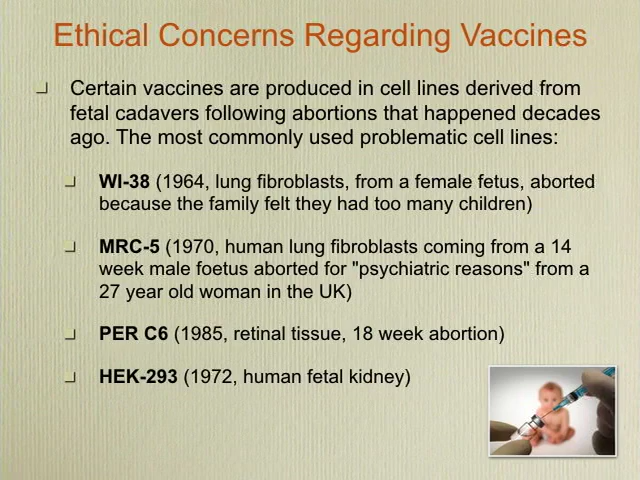 Ethical Concerns Regarding Vaccines
Certain vaccines are produced in cell lines derived from
fetal cadavers following abortions that happened decades
ago. The most commonly used problematic cell lines:
WI-38 (1964, lung fibroblasts, from a female fetus, aborted
because the family felt they had too many children)
MRC-5 (1970, human lung fibroblasts coming from a 14
week male foetus aborted for "psychiatric reasons" from a
27 year old woman in the UK)
PER C6 (1985, retinal tissue, 18 week abortion)
HEK-293 (1972, human fetal kidney)